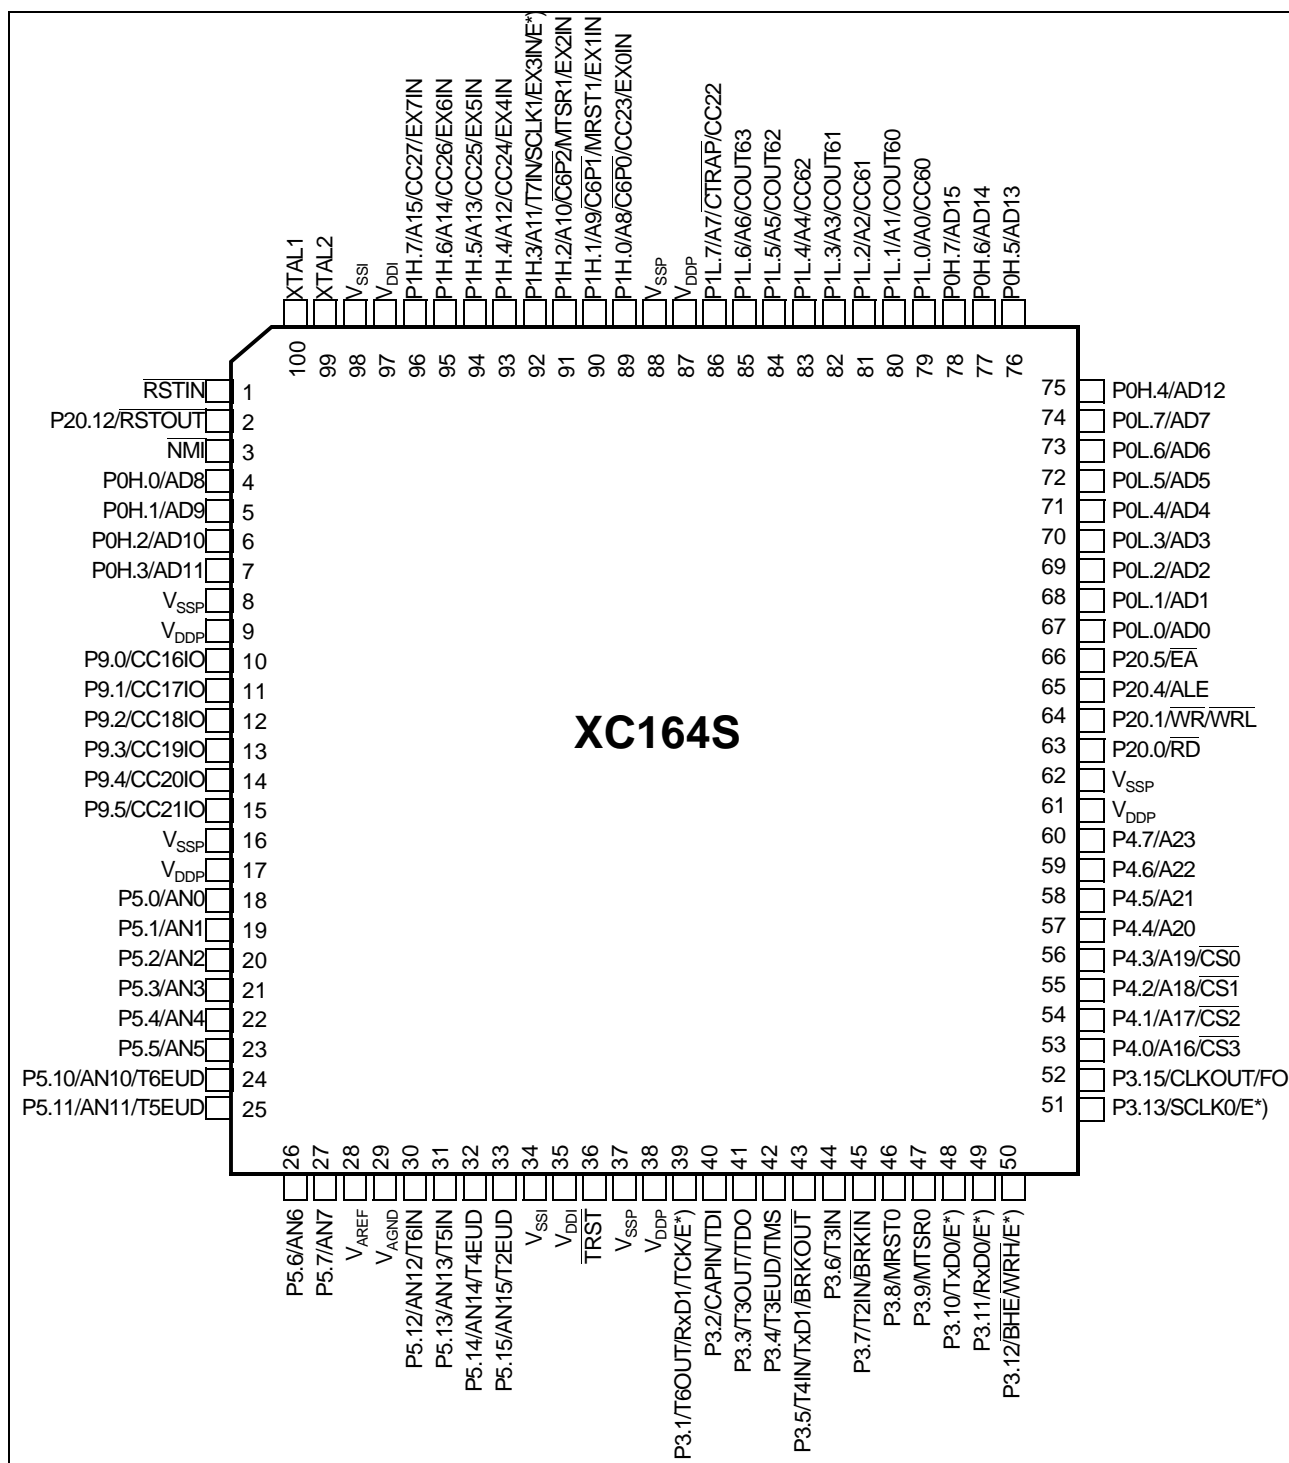 XTAL1
XTAL2
VSSI
VDDI
P1H.7/A15/CC27/EX7IN
P1H.6/A14/CC26/EX6IN
P1H.5/A13/CC25/EX5IN
P1H.4/A12/CC24/EX4IN
P1H.3/A11/T7IN/SCLK1/EX3IN/E*)
P1H.2/A10/C6P2/MTSR1/EX2IN
P1H.1/A9/C6P1/MRST1/EX1IN
P1H.0/A8/C6P0/CC23/EX0IN
VSSP
VDDP
P1L.7/A7/CTRAP/CC22
P1L.6/A6/COUT63
P1L.5/A5/COUT62
P1L.4/A4/CC62
P1L.3/A3/COUT61
P1L.2/A2/CC61
P1L.1/A1/COUT60
P1L.0/A0/CC60
P0H.7/AD15
P0H.6/AD14
P0H.5/AD13
100
99
98
97
96
95
94
93
92
91
90
89
88
87
86
85
84
83
82
81
80
79
78
77
76
RSTIN 1
P20.12/RSTOUT 2
NMI 3
P0H.0/AD8 4
P0H.1/AD9 5
P0H.2/AD10 6
P0H.3/AD11 7
VSSP 8
VDDP 9
P9.0/CC16IO 10
P9.1/CC17IO 11
P9.2/CC18IO 12
P9.3/CC19IO 13
P9.4/CC20IO 14
P9.5/CC21IO 15
VSSP 16
VDDP 17
P5.0/AN0 18
P5.1/AN1 19
P5.2/AN2 20
P5.3/AN3 21
P5.4/AN4 22
P5.5/AN5 23
P5.10/AN10/T6EUD 24
P5.11/AN11/T5EUD 25
XC164S
75 P0H.4/AD12
74 P0L.7/AD7
73 P0L.6/AD6
72 P0L.5/AD5
71 P0L.4/AD4
70 P0L.3/AD3
69 P0L.2/AD2
68 P0L.1/AD1
67 P0L.0/AD0
66 P20.5/EA
65 P20.4/ALE
64 P20.1/WR/WRL
63 P20.0/RD
62 VSSP
61 VDDP
60 P4.7/A23
59 P4.6/A22
58 P4.5/A21
57 P4.4/A20
56 P4.3/A19/CS0
55 P4.2/A18/CS1
54 P4.1/A17/CS2
53 P4.0/A16/CS3
52 P3.15/CLKOUT/FO
51 P3.13/SCLK0/E*)
26
27
28
29
30
31
32
33
34
35
36
37
38
39
40
41
42
43
44
45
46
47
48
49
50
P5.6/AN6
P5.7/AN7
VAREF
VAGND
P5.12/AN12/T6IN
P5.13/AN13/T5IN
P5.14/AN14/T4EUD
P5.15/AN15/T2EUD
VSSI
VDDI
TRST
VSSP
VDDP
P3.1/T6OUT/RxD1/TCK/E*)
P3.2/CAPIN/TDI
P3.3/T3OUT/TDO
P3.4/T3EUD/TMS
P3.5/T4IN/TxD1/BRKOUT
P3.6/T3IN
P3.7/T2IN/BRKIN
P3.8/MRST0
P3.9/MTSR0
P3.10/TxD0/E*)
P3.11/RxD0/E*)
P3.12/BHE/WRH/E*)